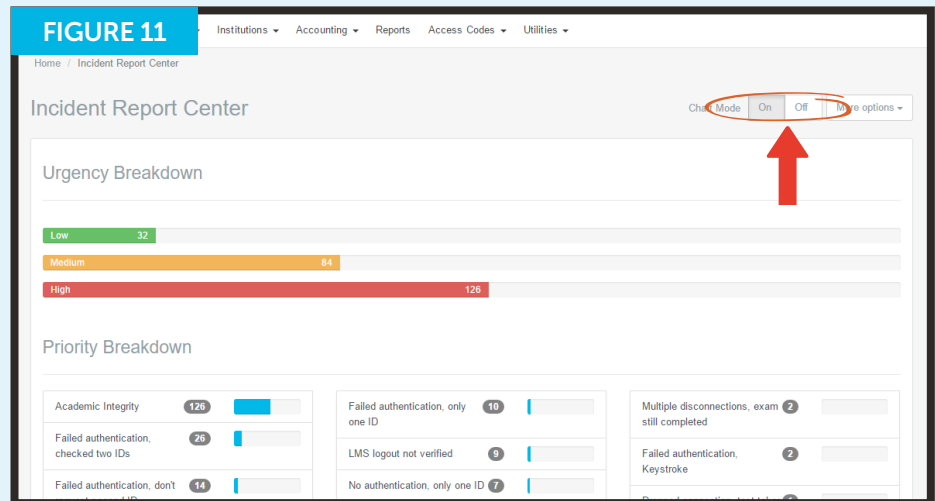 FIGURE 11
Institutions Accounting Reports Access Codes Utilities
Home / Incident Report Center
Incident Report Center
Chart Mode On Off More options
Urgency Breakdown
Low 32
Medium 84
High 126
Priority Breakdown
Academic Integrity 126
Failed authentication, checked two IDs 26
Failed authentication, don't 14
Failed authentication, only one ID 10
LMS logout not verified 9
No authentication, only one ID 7
Multiple disconnections, exam still completed 2
Failed authentication, Keystroke 2